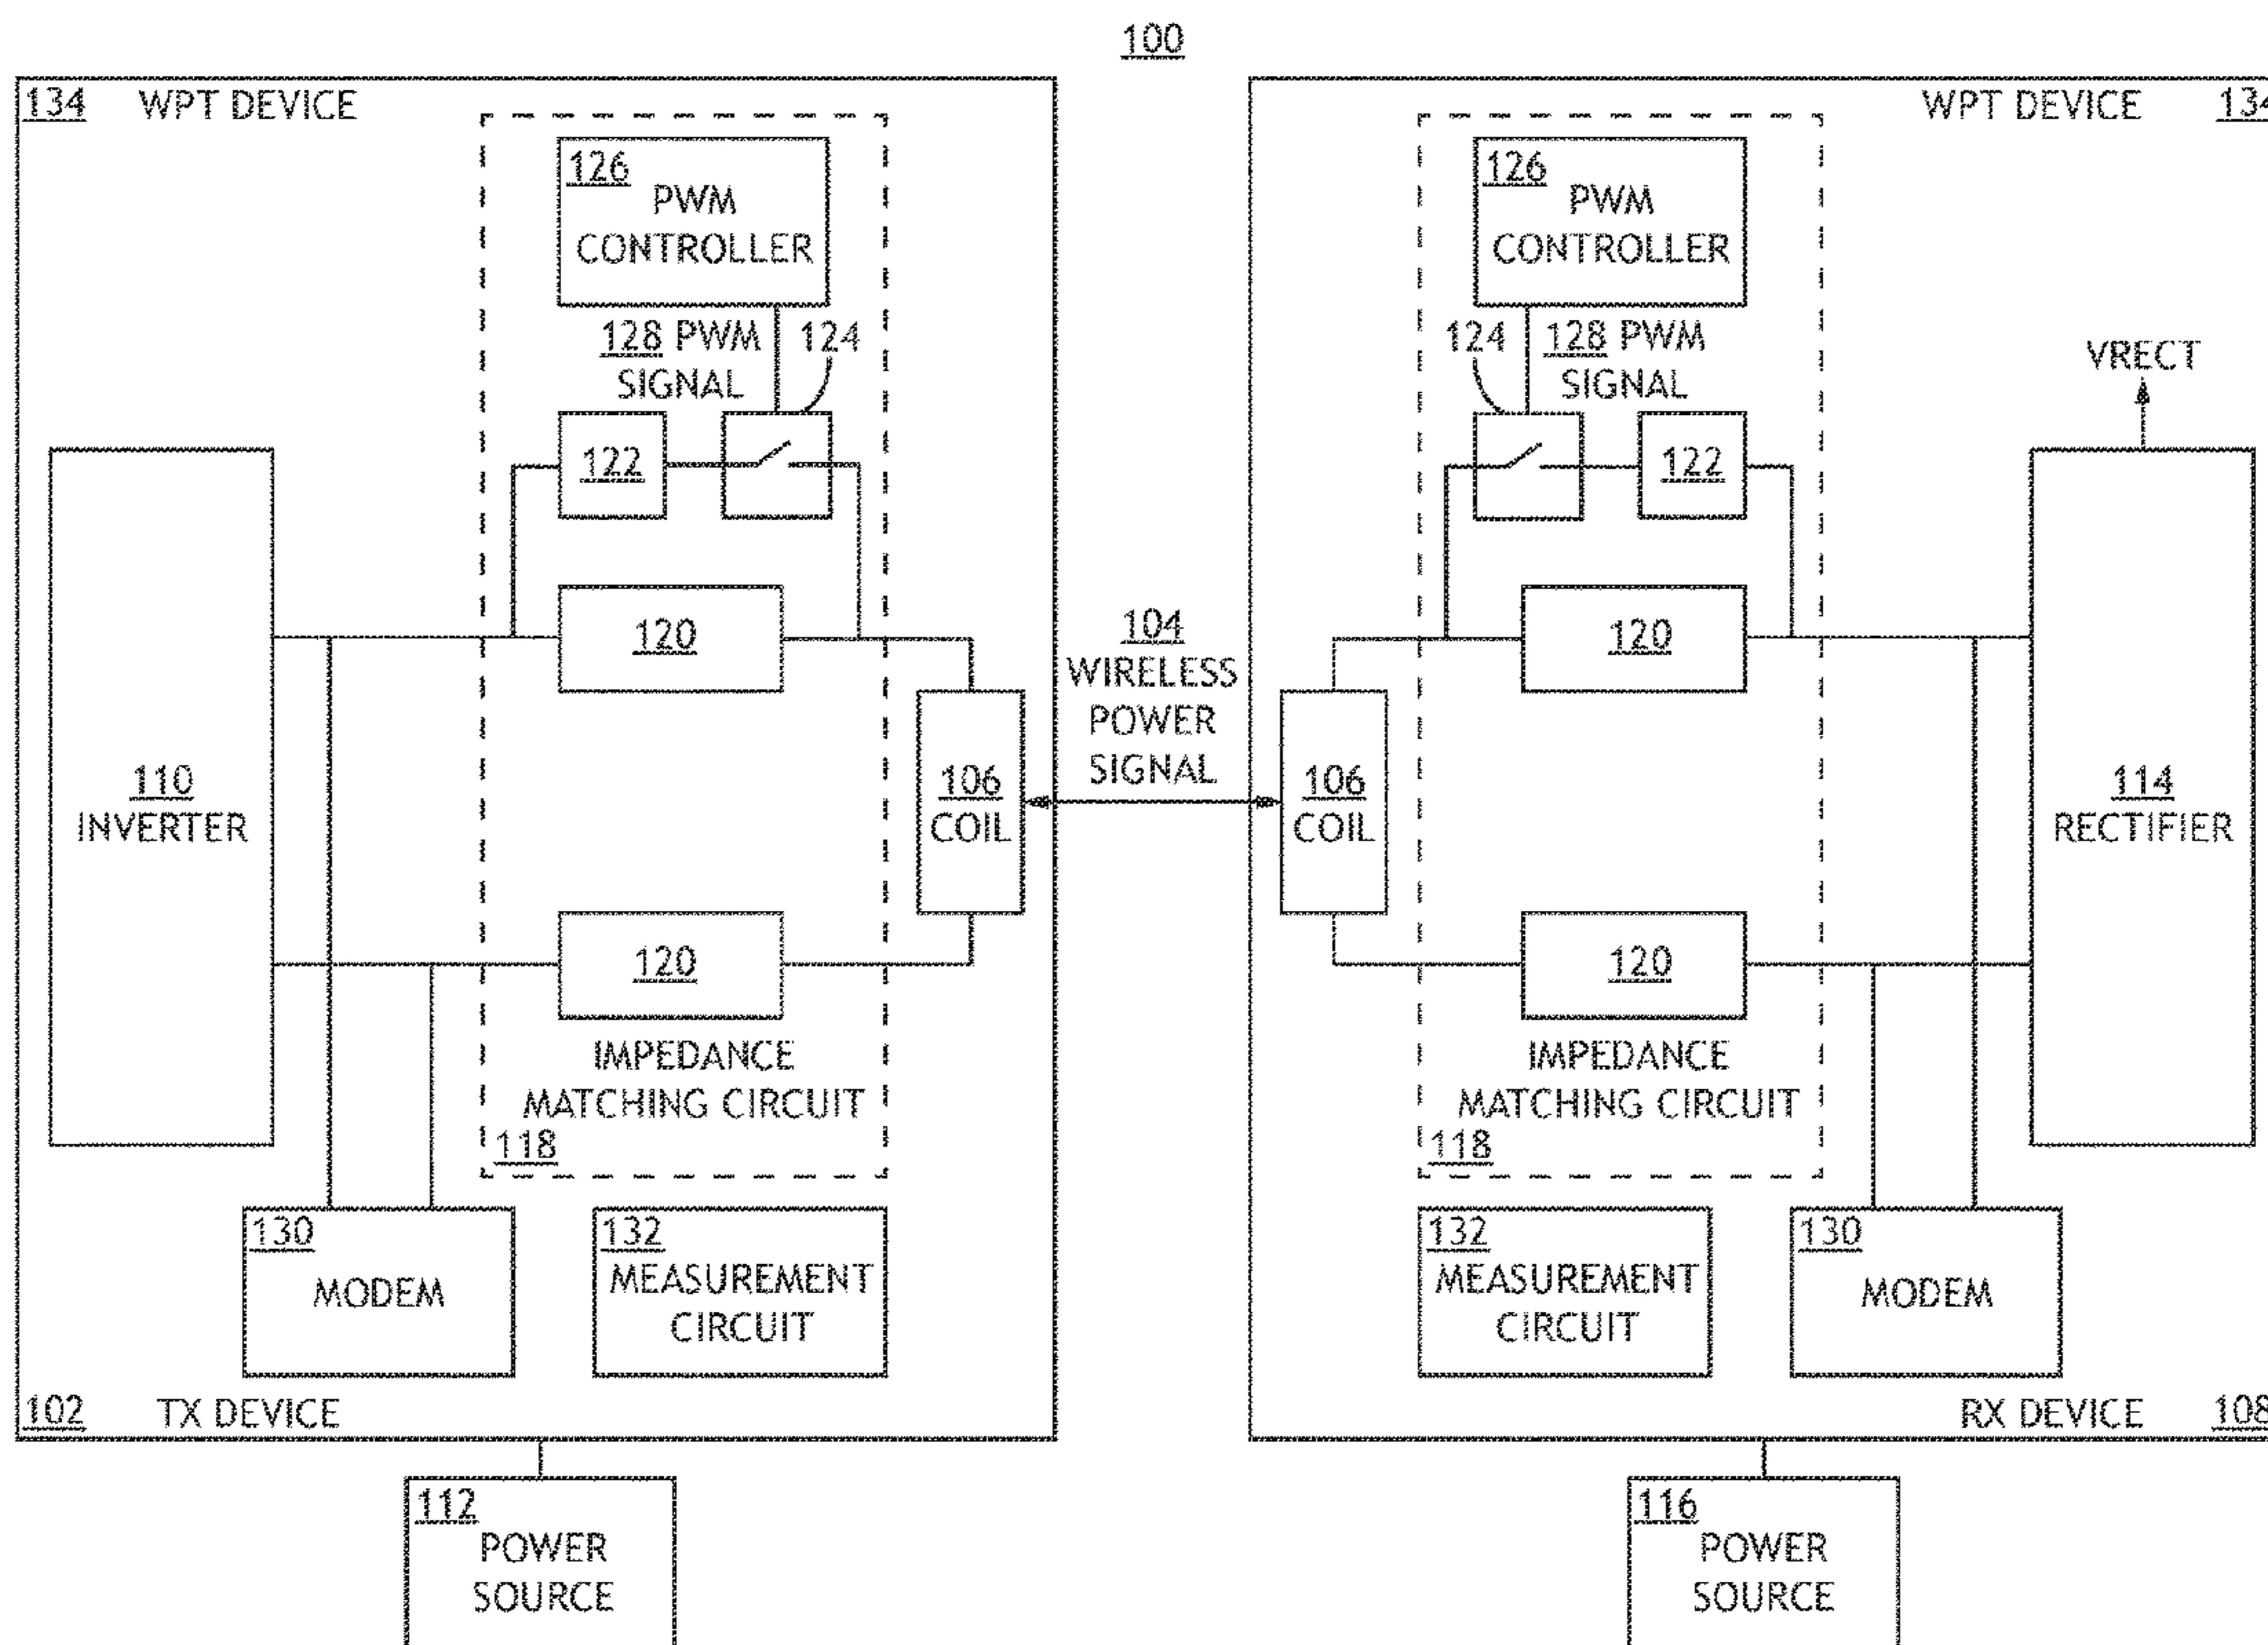 100
134 WPT DEVICE
126
PWM
CONTROLLER
128 PWM
SIGNAL
124
122
120
110
INVERTER
106
COIL
120
IMPEDANCE
MATCHING CIRCUIT
118
130
MODEM
132
MEASUREMENT
CIRCUIT
102 TX DEVICE
112
POWER
SOURCE
104
WIRELESS
POWER
SIGNAL
WPT DEVICE 134
126
PWM
CONTROLLER
124
128 PWM
SIGNAL
122
VRECT
120
106
COIL
114
RECTIFIER
120
IMPEDANCE
MATCHING CIRCUIT
118
132
MEASUREMENT
CIRCUIT
130
MODEM
RX DEVICE 108
116
POWER
SOURCE